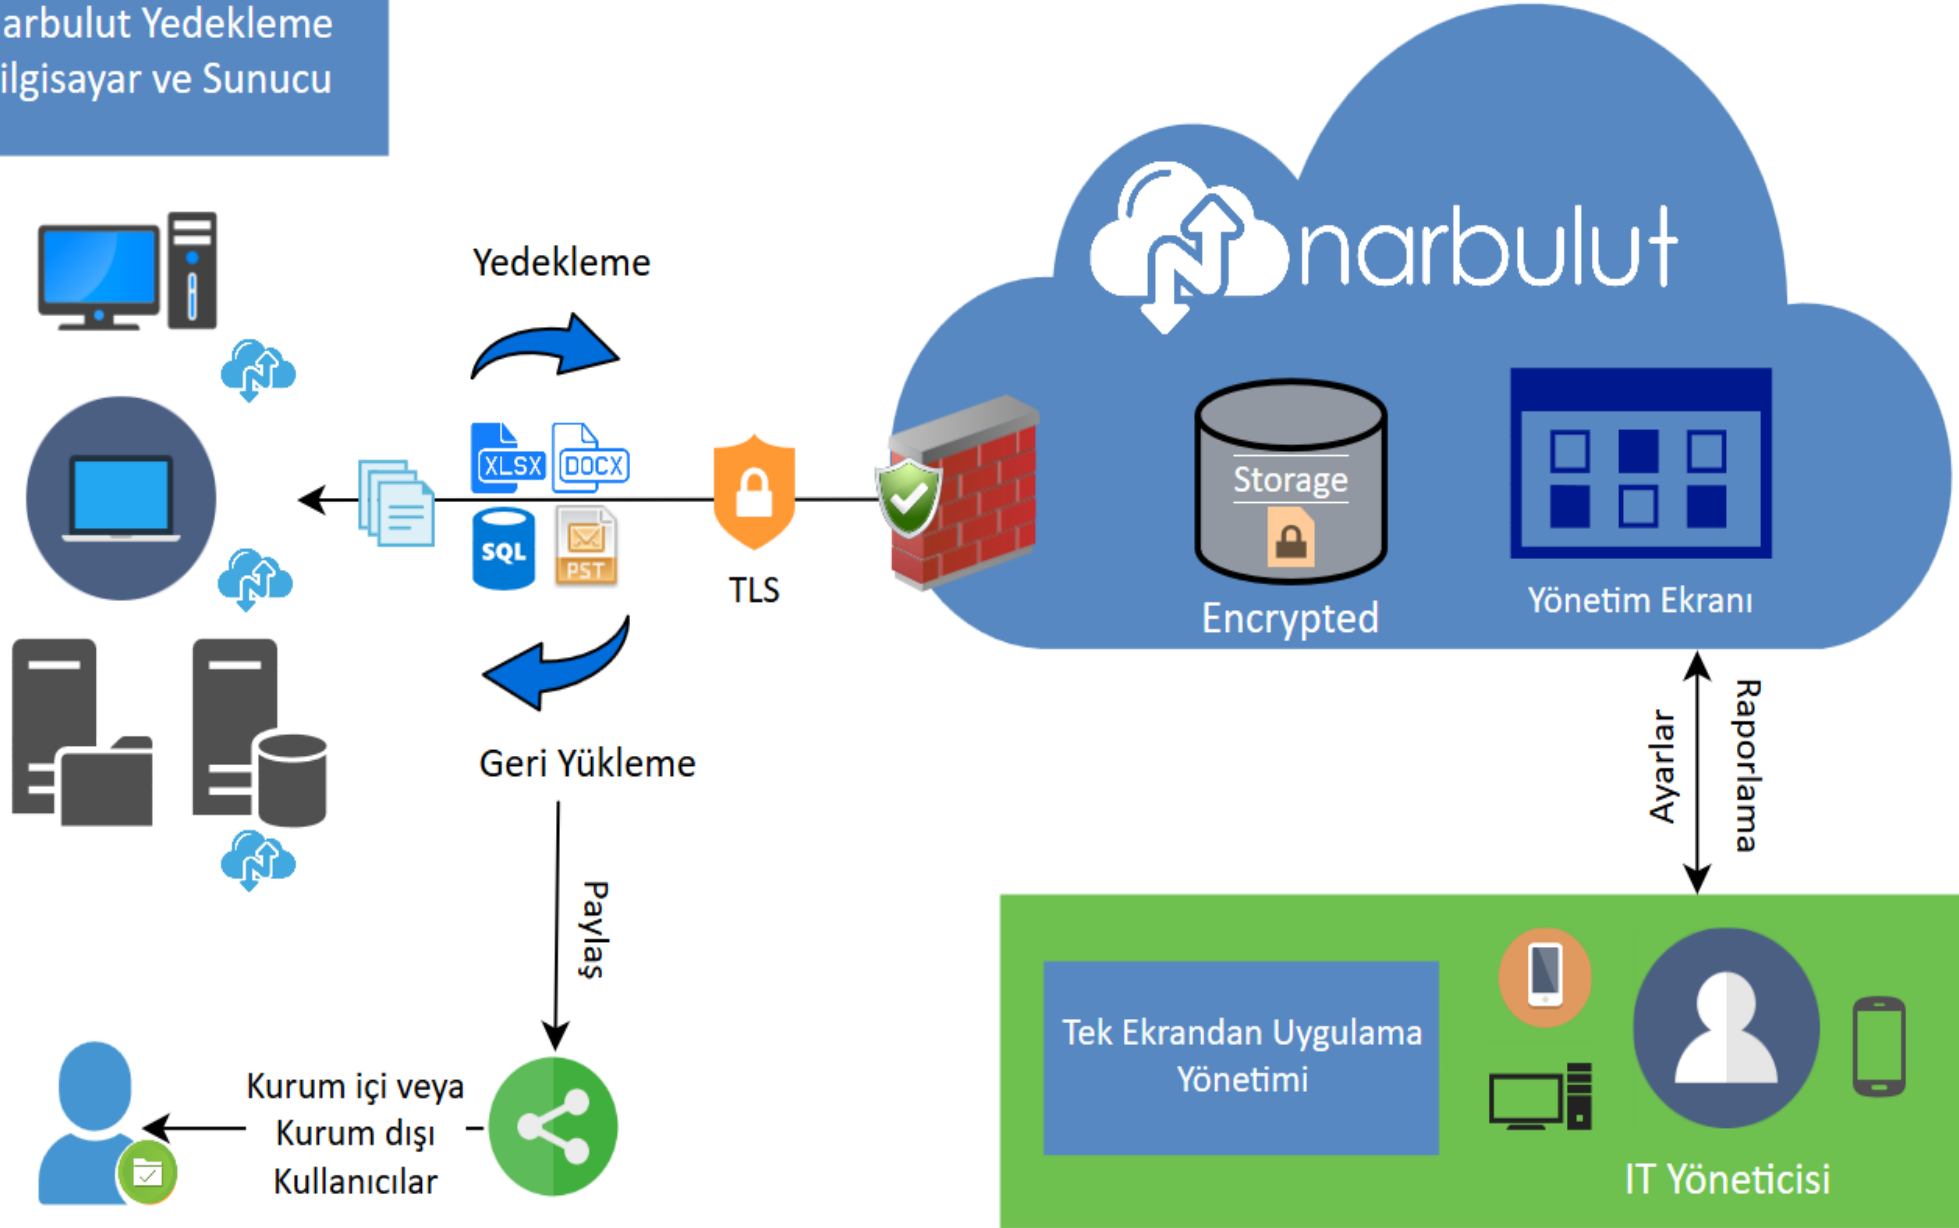 arbulut Yedekleme
ilgisayar ve Sunucu
Yedekleme
narbulut
XLSX
DOCX
SQL
PST
TLS
Storage
Encrypted
Yönetim Ekranı
Geri Yükleme
Ayarlar
Raporlama
Paylaş
Kurum içi veya
Kurum dışı
Kullanıcılar
Tek Ekrandan Uygulama
Yönetimi
IT Yöneticisi